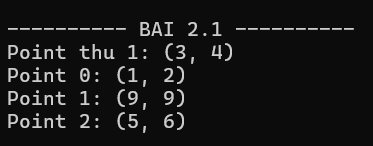 ---------- BAI 2.1 ----------
Point thu 1: (3, 4)
Point 0: (1, 2)
Point 1: (9, 9)
Point 2: (5, 6)